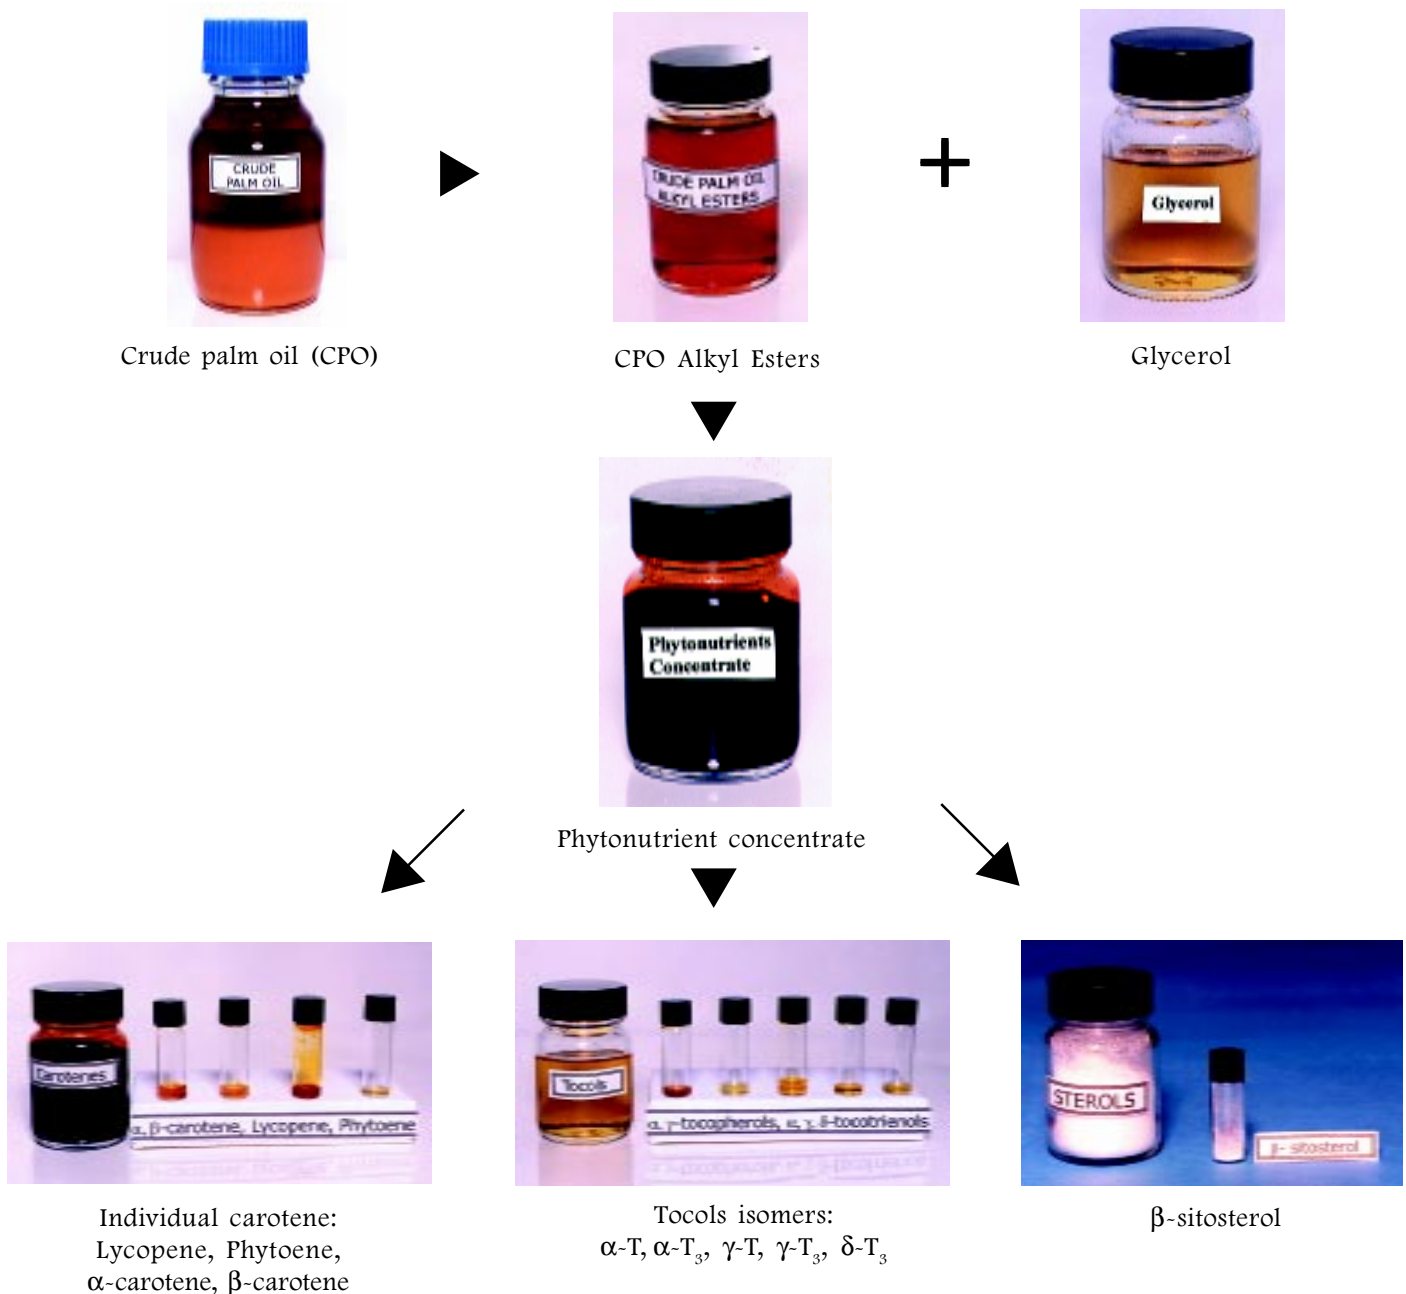 CRUDE
PALM OIL
CRUDE PALM OIL
ALKYL ESTERS
Glycerol
Crude palm oil (CPO)
CPO Alkyl Esters
Glycerol
Phytonutrients
Concentrate
Phytonutrient concentrate
Carotenes
α, β-carotene, Lycopene, Phytoene
Tocols
α, γ-tocopherols, α, γ, δ-tocotrienols
STEROLS
β- sitosterol
Individual carotene:
Lycopene, Phytoene,
α-carotene, β-carotene
Tocols isomers:
α-T, α-T₃, γ-T, γ-T₃, δ-T₃
β-sitosterol